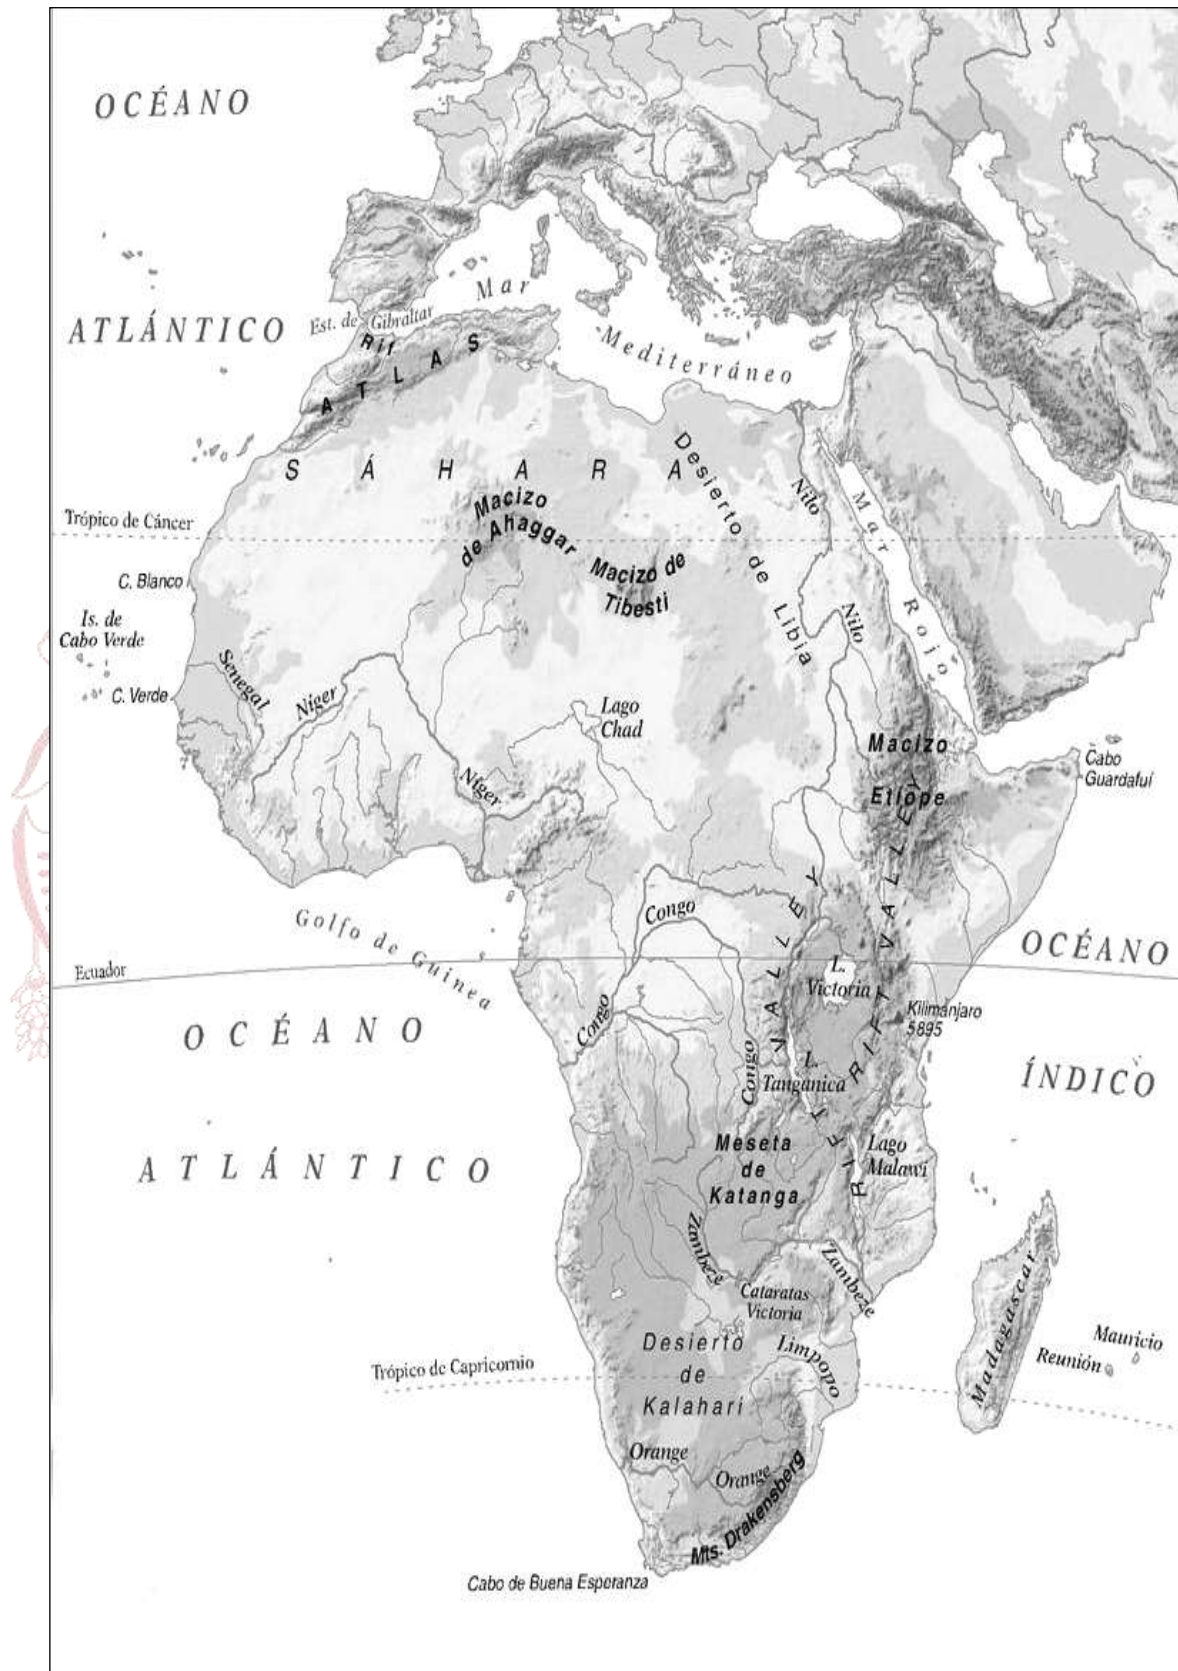 OCÉANO
ATLÁNTICO
Est. de Gibraltar
Mar
Mediterráneo
Rif
ATLAS
SÁHARA
Desierto de Libia
Macizo
de Ahaggar
Macizo de
Tibesti
Nilo
Mar Rojo
Nilo
Trópico de Cáncer
C. Blanco
Is. de
Cabo Verde
C. Verde
Senegal
Níger
Níger
Lago
Chad
Macizo
Etíope
Cabo
Guardafuí
Golfo de Guinea
Congo
Ecuador
RIFT VALLEY
RIFT VALLEY
L.
Victoria
OCÉANO
ÍNDICO
Kilimanjaro
5895
OCÉANO
ATLÁNTICO
Congo
Congo
L.
Tanganica
Meseta
de
Katanga
Lago
Malawi
Zambeze
Zambeze
Cataratas
Victoria
Madagascar
Mauricio
Reunión
Limpopo
Desierto
de
Kalahari
Trópico de Capricornio
Orange
Orange
Mts. Drakensberg
Cabo de Buena Esperanza